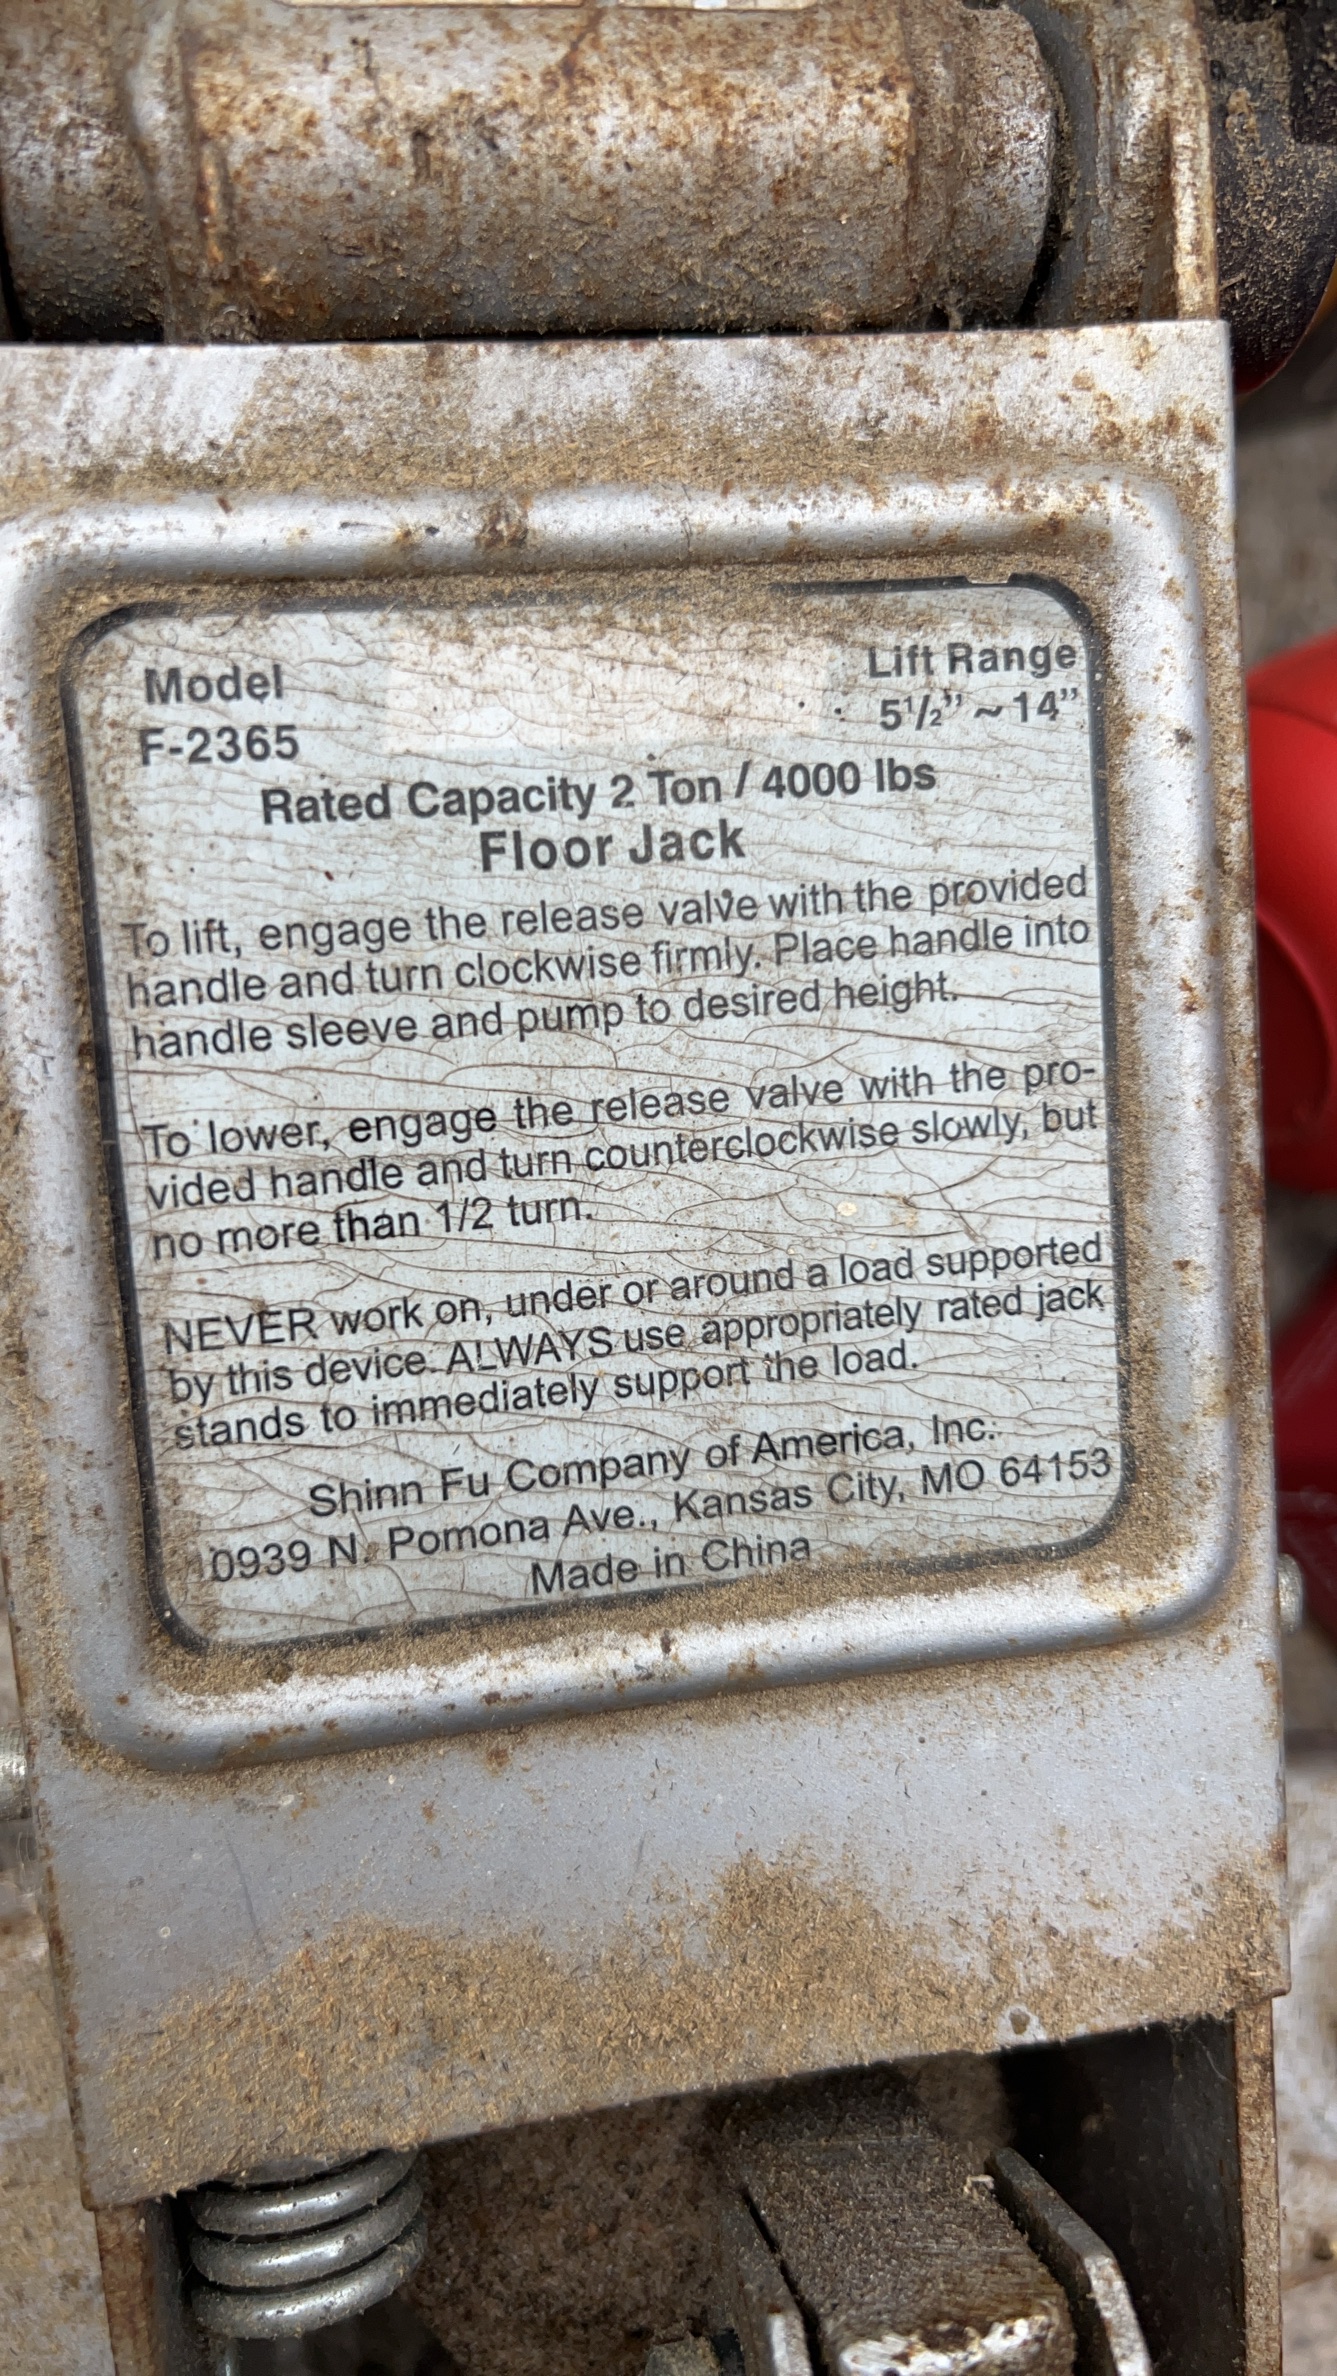 Model
F-2365
Lift Range
5 1/2" ~ 14"
Rated Capacity 2 Ton / 4000 lbs
Floor Jack
To lift, engage the release valve with the provided
handle and turn clockwise firmly. Place handle into
handle sleeve and pump to desired height.
To lower, engage the release valve with the pro-
vided handle and turn counterclockwise slowly, but
no more than 1/2 turn.
NEVER work on, under or around a load supported
by this device. ALWAYS use appropriately rated jack
stands to immediately support the load.
Shinn Fu Company of America, Inc.
0939 N. Pomona Ave., Kansas City, MO 64153
Made in China